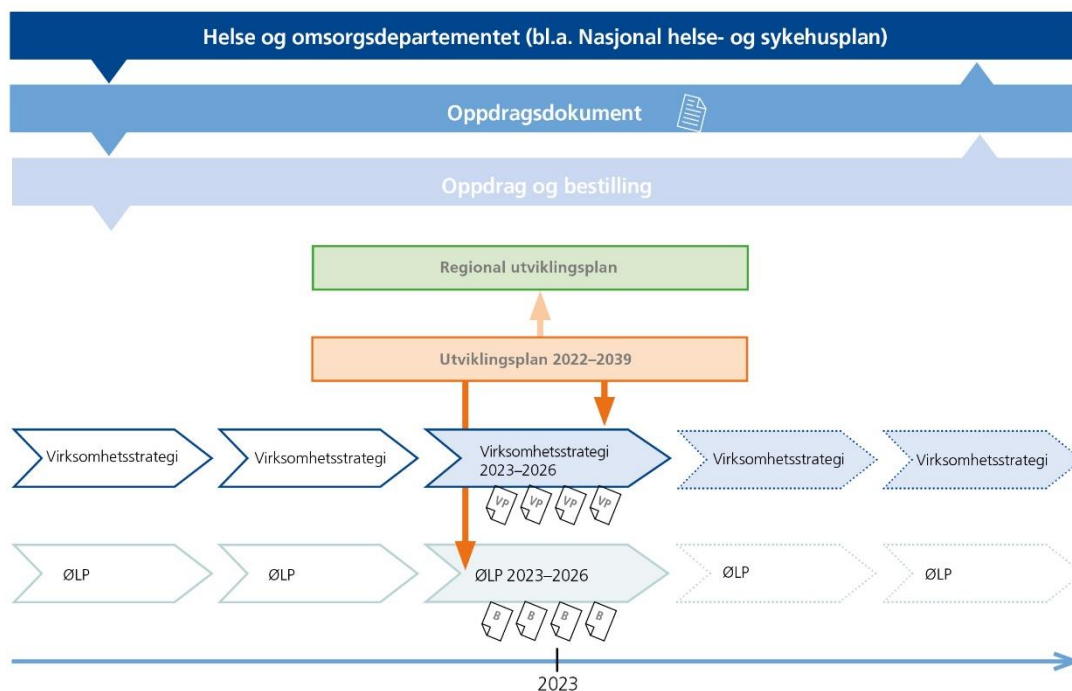 Helse og omsorgsdepartementet (bl.a. Nasjonal helse- og sykehusplan)
Oppdragsdokument
Oppdrag og bestilling
Regional utviklingsplan
Utviklingsplan 2022–2039
Virksomhetsstrategi
Virksomhetsstrategi
Virksomhetsstrategi
2023–2026
Virksomhetsstrategi
Virksomhetsstrategi
VP
VP
VP
VP
ØLP
ØLP
ØLP 2023–2026
ØLP
ØLP
B
B
B
B
2023